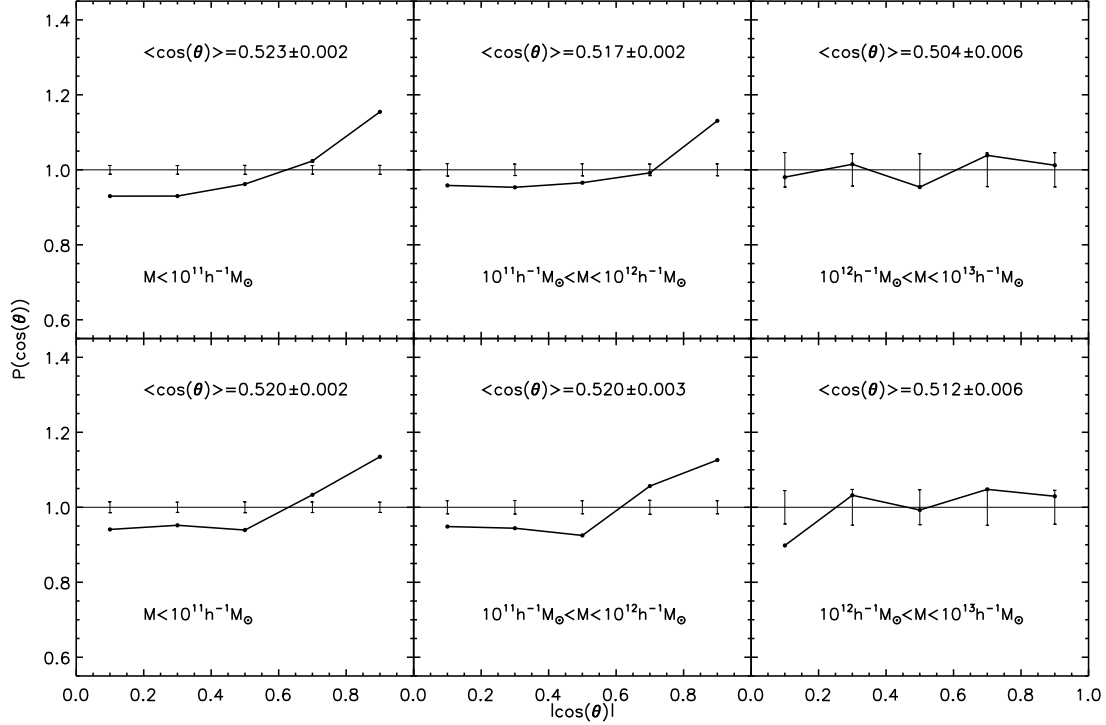 1.4
1.2
1.0
0.8
0.6
<cos(θ)>=0.523±0.002
<cos(θ)>=0.517±0.002
<cos(θ)>=0.504±0.006
M<10¹¹h⁻¹M⊙
10¹¹h⁻¹M⊙<M<10¹²h⁻¹M⊙
10¹²h⁻¹M⊙<M<10¹³h⁻¹M⊙
P(cos(θ))
1.4
1.2
1.0
0.8
0.6
<cos(θ)>=0.520±0.002
<cos(θ)>=0.520±0.003
<cos(θ)>=0.512±0.006
M<10¹¹h⁻¹M⊙
10¹¹h⁻¹M⊙<M<10¹²h⁻¹M⊙
10¹²h⁻¹M⊙<M<10¹³h⁻¹M⊙
0.0 0.2 0.4 0.6 0.8 0.0 0.2 0.4 0.6 0.8 0.0 0.2 0.4 0.6 0.8 1.0
|cos(θ)|